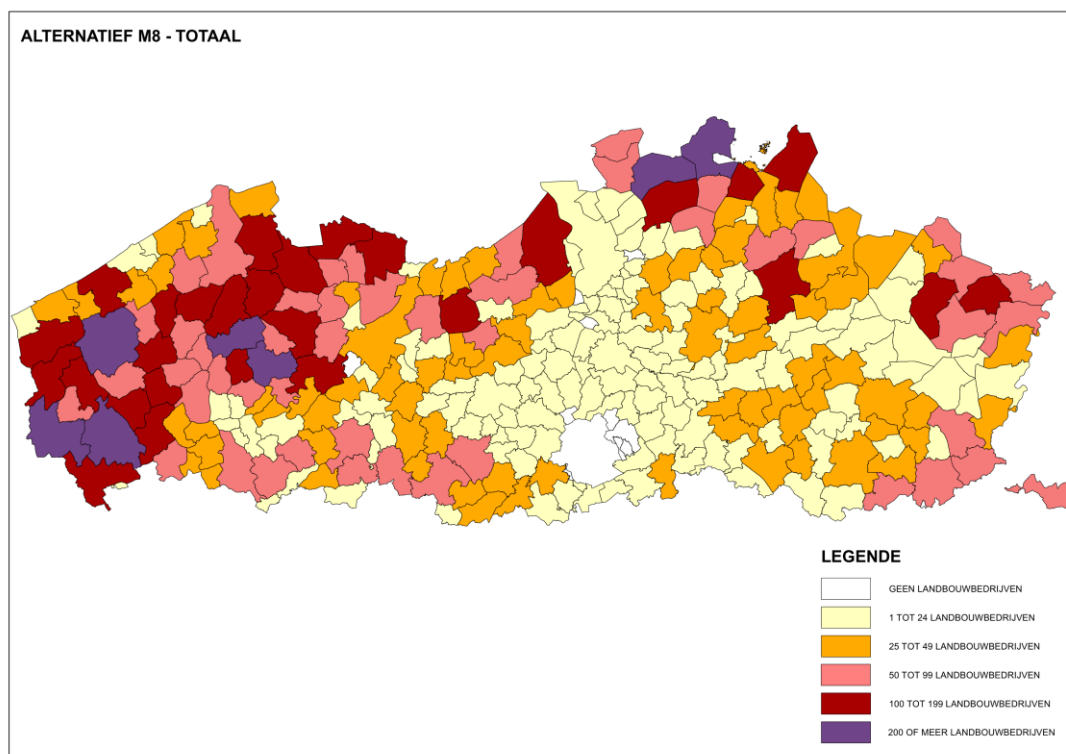 ALTERNATIEF M8 - TOTAAL
LEGENDE
GEEN LANDBOUWBEDRIJVEN
1 TOT 24 LANDBOUWBEDRIJVEN
25 TOT 49 LANDBOUWBEDRIJVEN
50 TOT 99 LANDBOUWBEDRIJVEN
100 TOT 199 LANDBOUWBEDRIJVEN
200 OF MEER LANDBOUWBEDRIJVEN